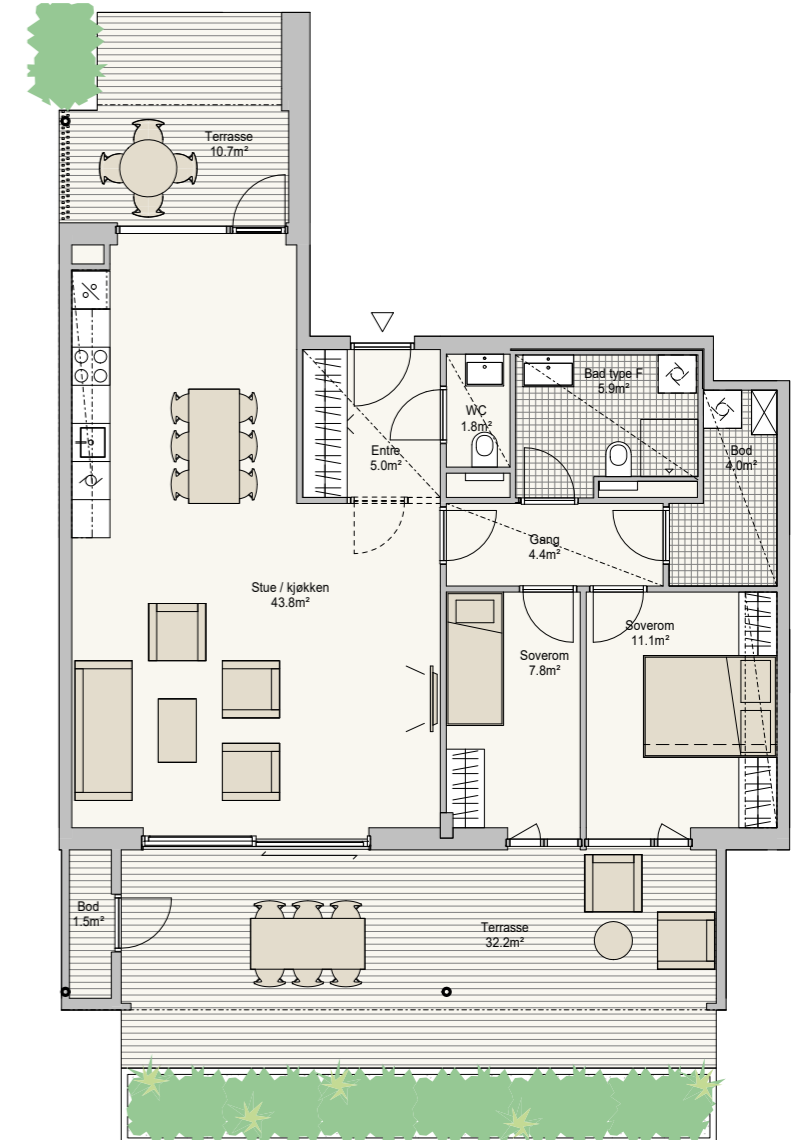 Terrasse
10.7m²
Bad type F
5.9m²
WC
1.8m²
Entre
5.0m²
Bod
4.0m²
Gang
4.4m²
Stue / kjøkken
43.8m²
Soverom
11.1m²
Soverom
7.8m²
Bod
1.5m²
Terrasse
32.2m²